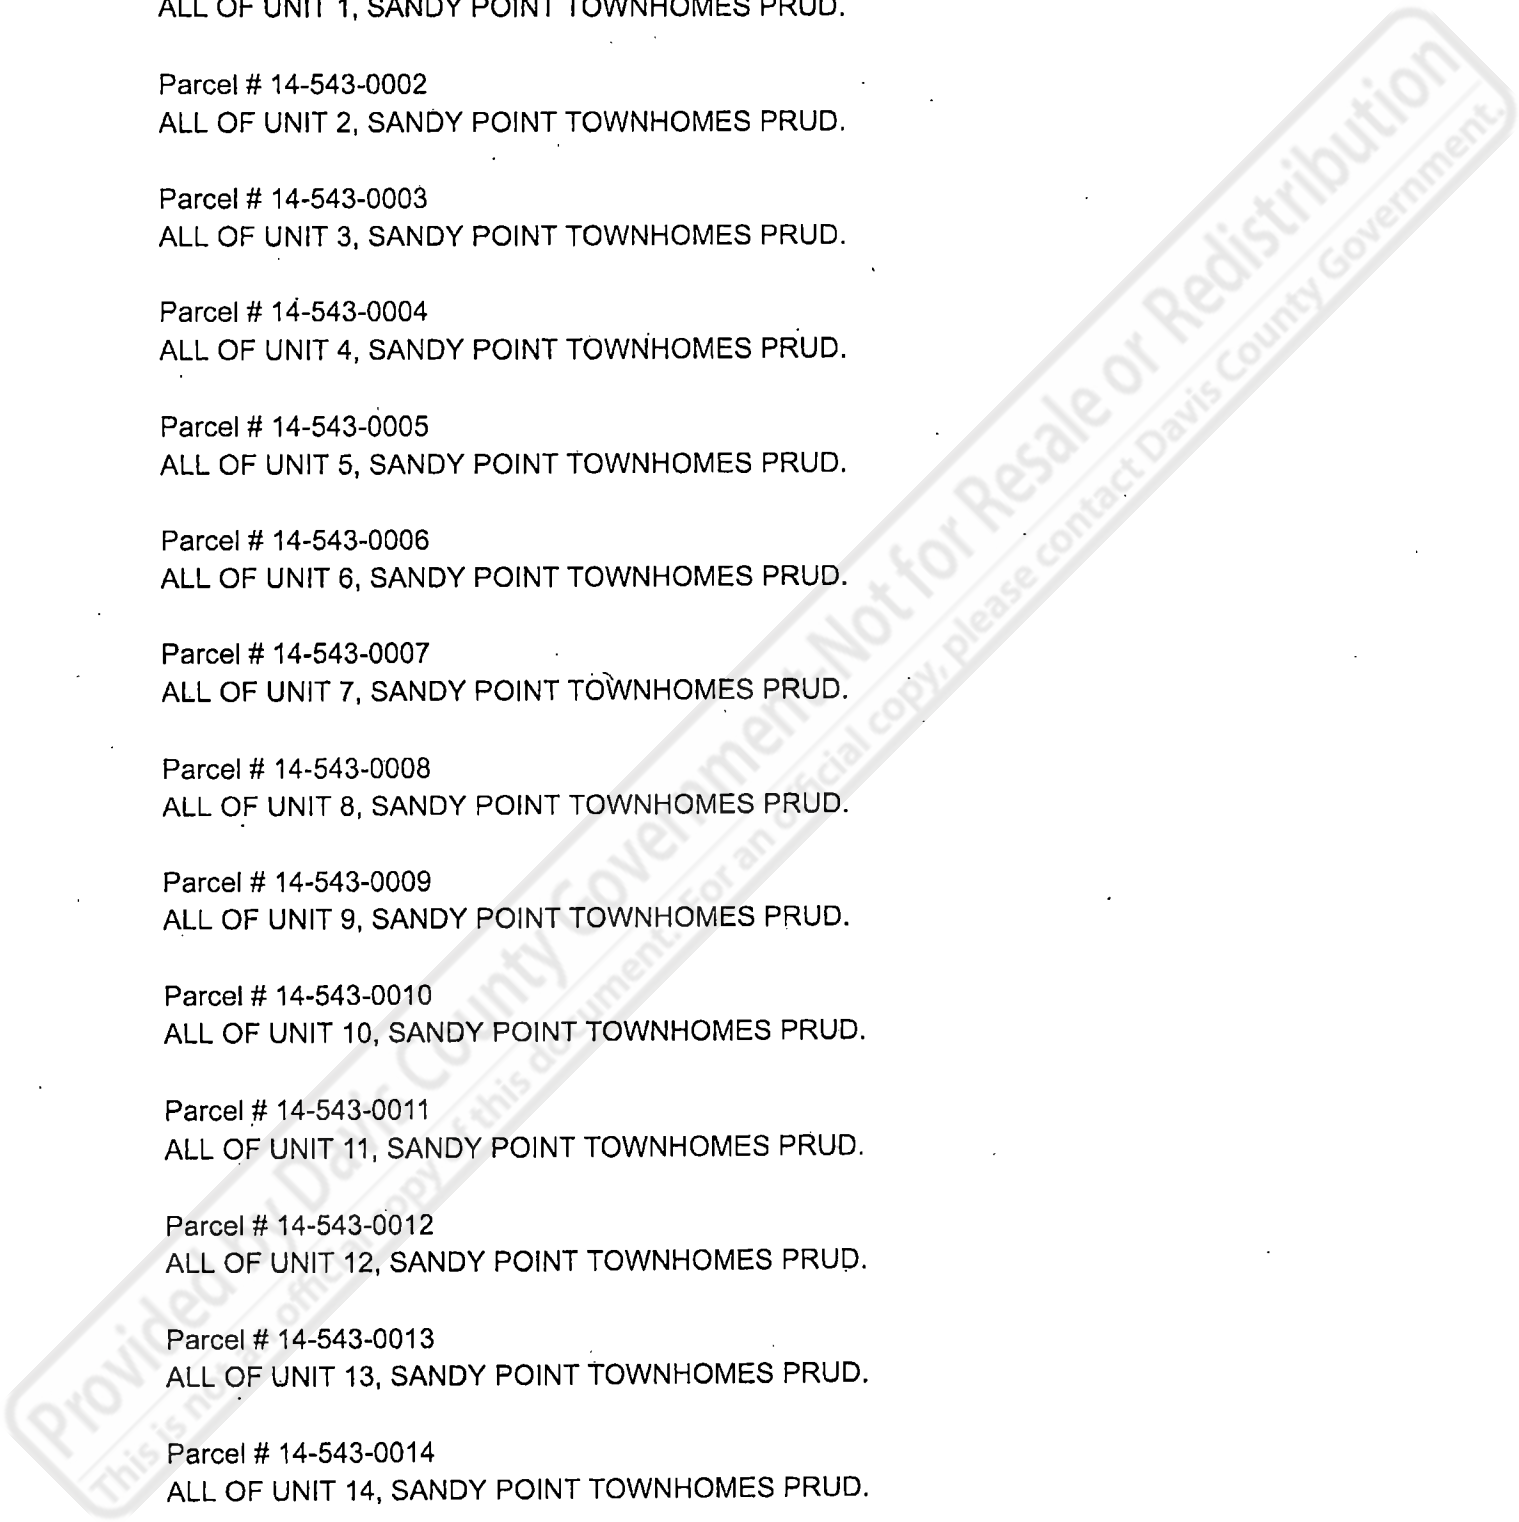 ALL OF UNIT 1, SANDY POINT TOWNHOMES PRUD.
Parcel # 14-543-0002
ALL OF UNIT 2, SANDY POINT TOWNHOMES PRUD.
Parcel # 14-543-0003
ALL OF UNIT 3, SANDY POINT TOWNHOMES PRUD.
Parcel # 14-543-0004
ALL OF UNIT 4, SANDY POINT TOWNHOMES PRUD.
Parcel # 14-543-0005
ALL OF UNIT 5, SANDY POINT TOWNHOMES PRUD.
Parcel # 14-543-0006
ALL OF UNIT 6, SANDY POINT TOWNHOMES PRUD.
Parcel # 14-543-0007
ALL OF UNIT 7, SANDY POINT TOWNHOMES PRUD.
Parcel # 14-543-0008
ALL OF UNIT 8, SANDY POINT TOWNHOMES PRUD.
Parcel # 14-543-0009
ALL OF UNIT 9, SANDY POINT TOWNHOMES PRUD.
Parcel # 14-543-0010
ALL OF UNIT 10, SANDY POINT TOWNHOMES PRUD.
Parcel # 14-543-0011
ALL OF UNIT 11, SANDY POINT TOWNHOMES PRUD.
Parcel # 14-543-0012
ALL OF UNIT 12, SANDY POINT TOWNHOMES PRUD.
Parcel # 14-543-0013
ALL OF UNIT 13, SANDY POINT TOWNHOMES PRUD.
Parcel # 14-543-0014
ALL OF UNIT 14, SANDY POINT TOWNHOMES PRUD.
Provided by Davis County Government. Not for Resale or Redistribution
This is not an official copy of this document. For an official copy, please contact Davis County Government.